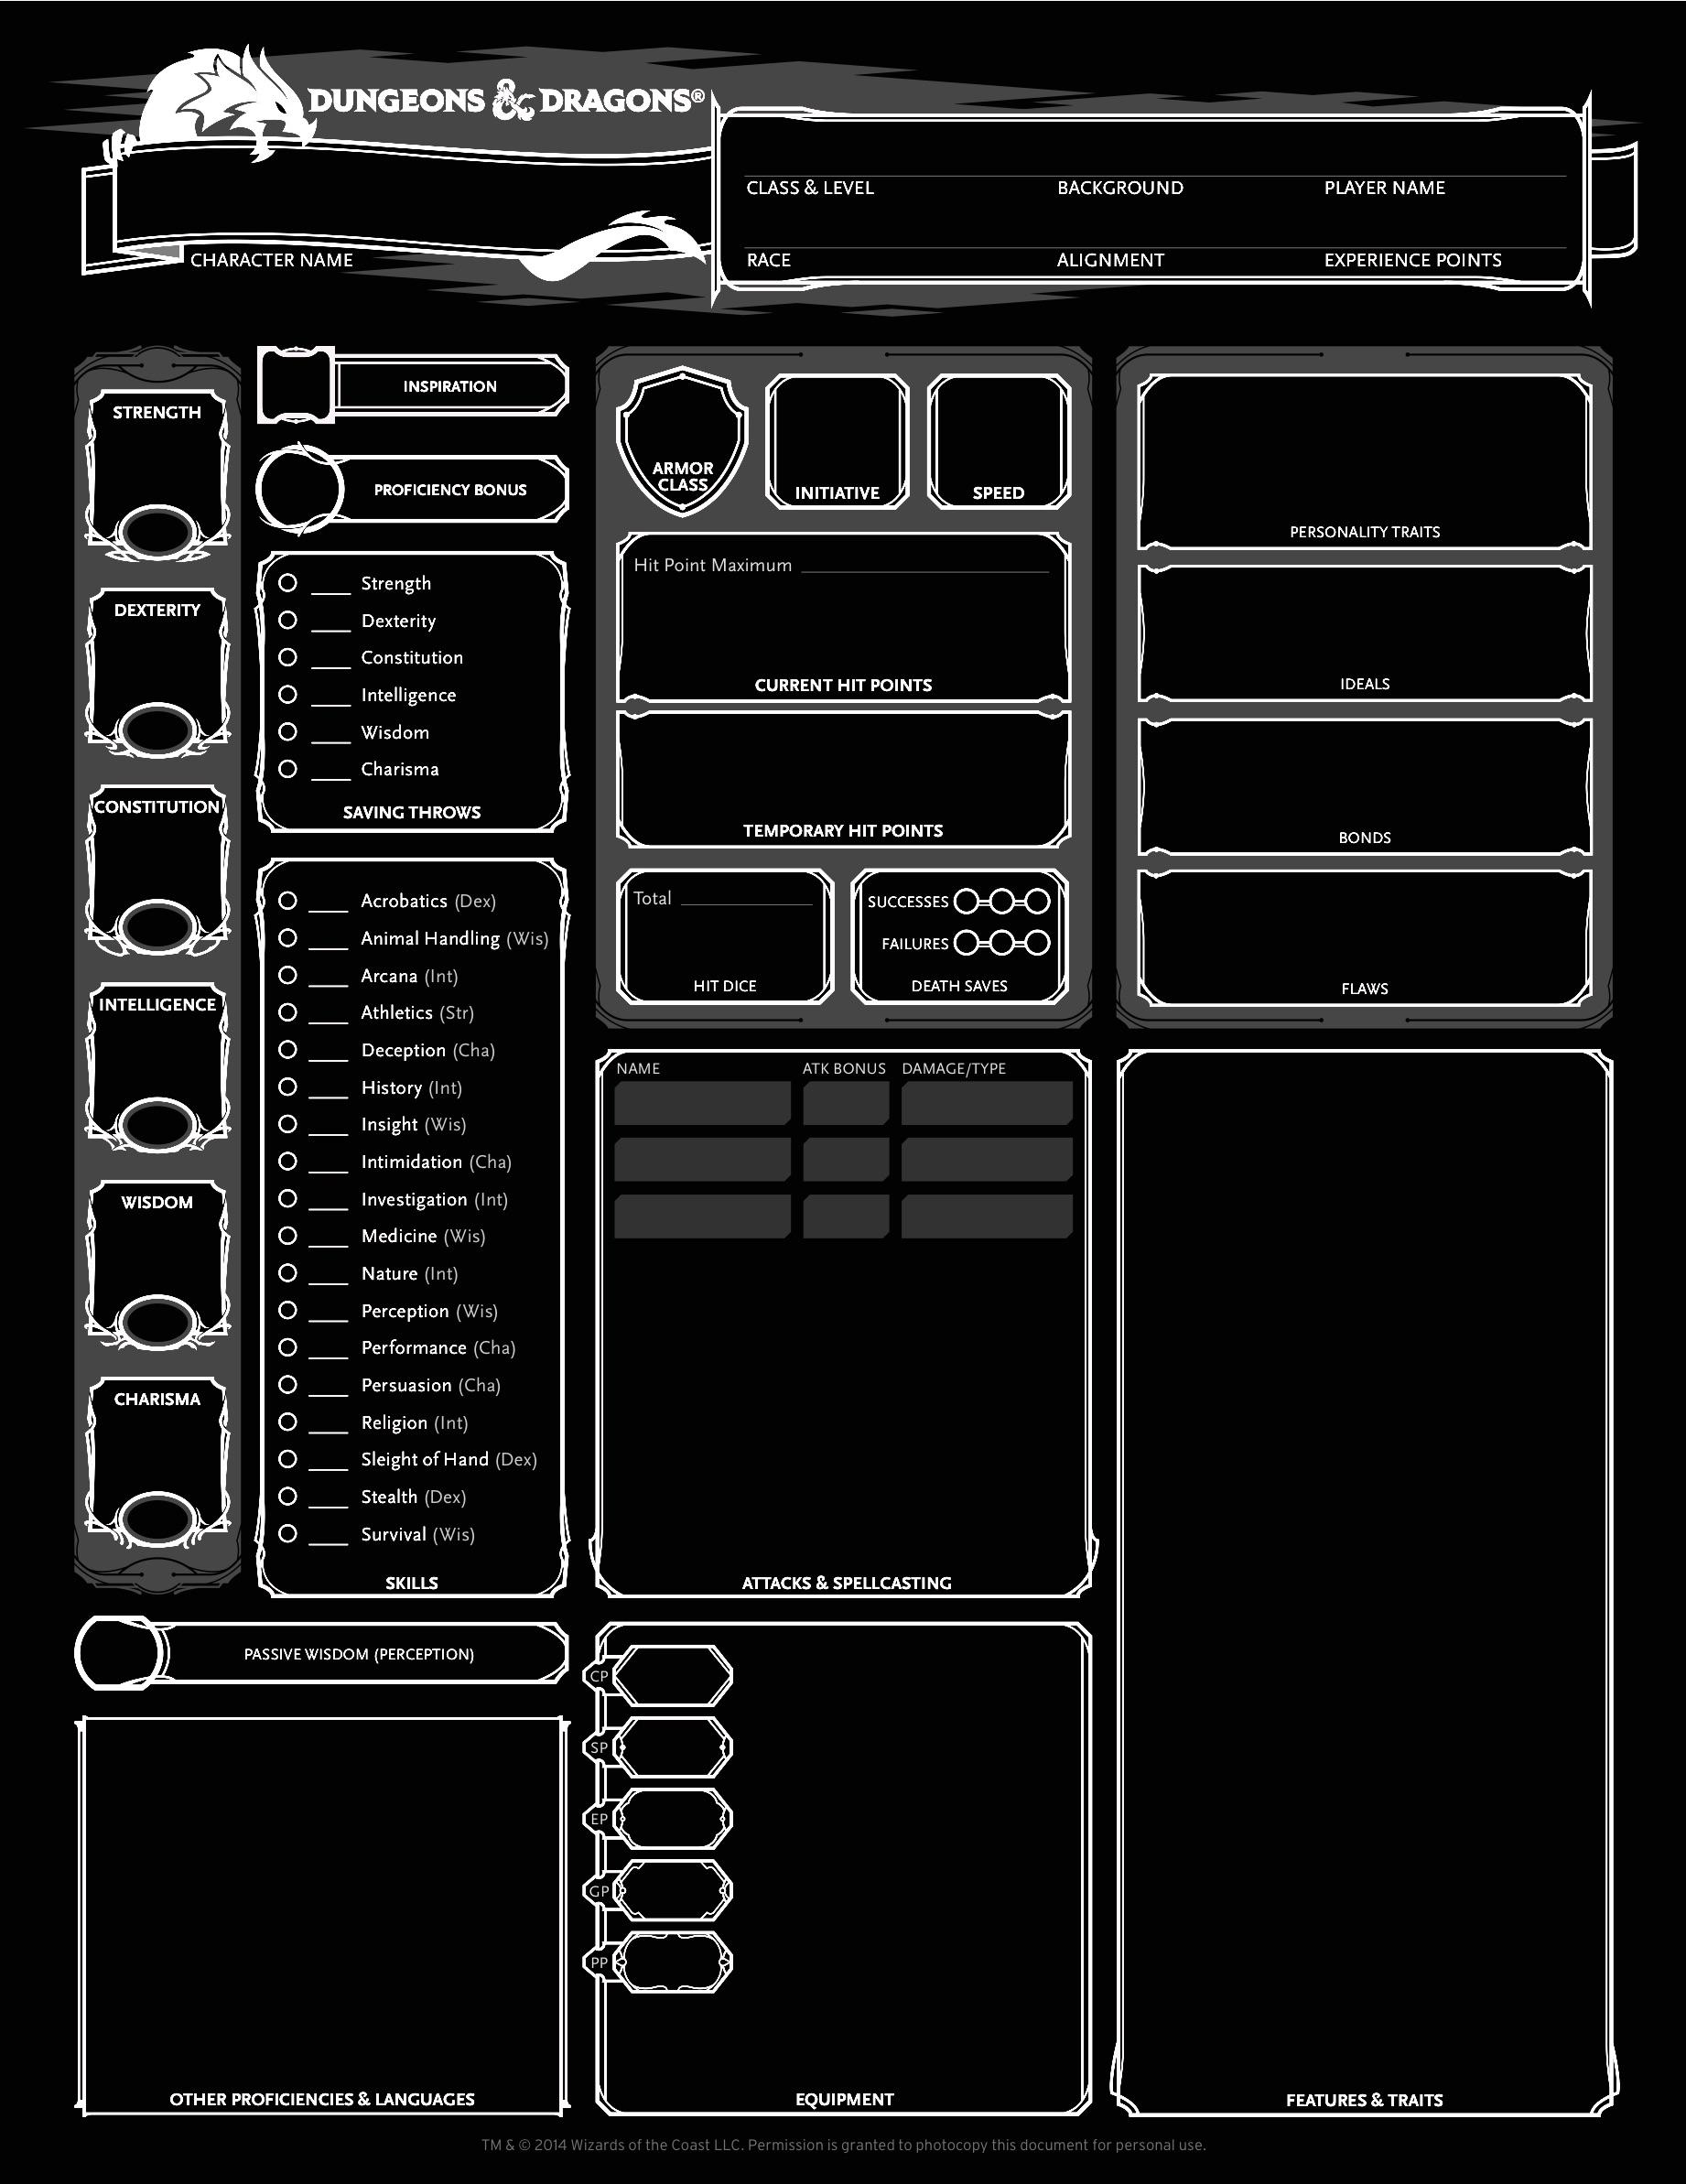 DUNGEONS & DRAGONS®
CLASS & LEVEL
BACKGROUND
PLAYER NAME
CHARACTER NAME
RACE
ALIGNMENT
EXPERIENCE POINTS
STRENGTH
DEXTERITY
CONSTITUTION
INTELLIGENCE
WISDOM
CHARISMA
INSPIRATION
PROFICIENCY BONUS
Strength
Dexterity
Constitution
Intelligence
Wisdom
Charisma
SAVING THROWS
Acrobatics (Dex)
Animal Handling (Wis)
Arcana (Int)
Athletics (Str)
Deception (Cha)
History (Int)
Insight (Wis)
Intimidation (Cha)
Investigation (Int)
Medicine (Wis)
Nature (Int)
Perception (Wis)
Performance (Cha)
Persuasion (Cha)
Religion (Int)
Sleight of Hand (Dex)
Stealth (Dex)
Survival (Wis)
SKILLS
PASSIVE WISDOM (PERCEPTION)
OTHER PROFICIENCIES & LANGUAGES
ARMOR
CLASS
INITIATIVE
SPEED
Hit Point Maximum
CURRENT HIT POINTS
TEMPORARY HIT POINTS
Total
HIT DICE
SUCCESSES
FAILURES
DEATH SAVES
NAME
ATK BONUS
DAMAGE/TYPE
ATTACKS & SPELLCASTING
CP
SP
EP
GP
PP
EQUIPMENT
PERSONALITY TRAITS
IDEALS
BONDS
FLAWS
FEATURES & TRAITS
TM & © 2014 Wizards of the Coast LLC. Permission is granted to photocopy this document for personal use.